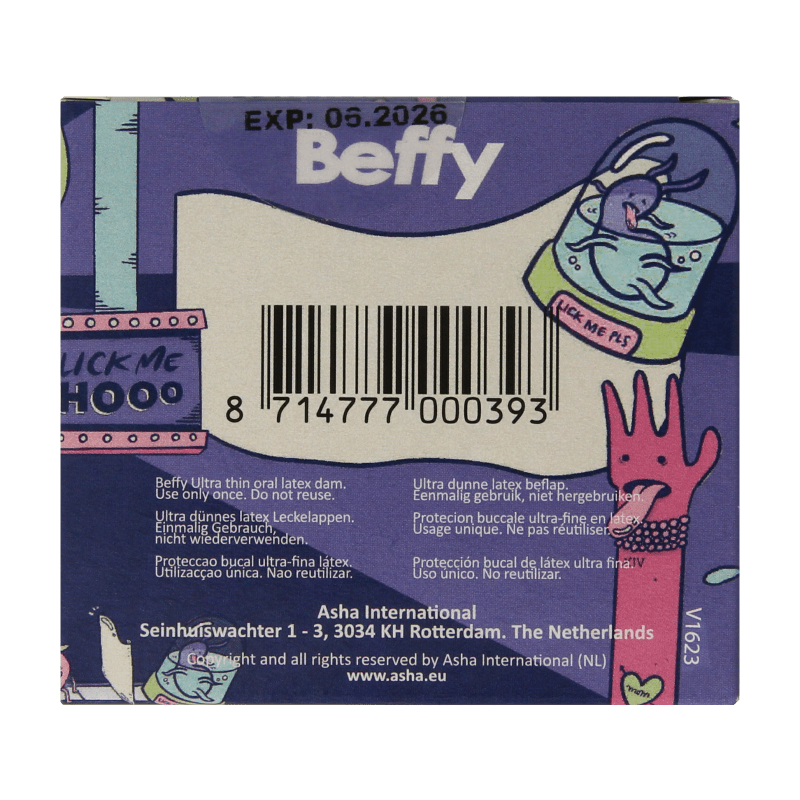 EXP: 06.2026
Beffy
LICK ME PLS
LICK ME
HOOO
8 714777 000393
Beffy Ultra thin oral latex dam.
Use only once. Do not reuse.
Ultra dünnes latex Leckelappen.
Einmalig Gebrauch,
nicht wiederverwenden.
Proteccao bucal ultra-fina látex.
Utilizacçao única. Nao reutilizar.
Ultra dunne latex beflap.
Eenmalig gebruik, niet hergebruiken.
Protecion buccale ultra-fine en latex.
Usage unique. Ne pas réutiliser.
Protección bucal de látex ultra fina.
Uso único. No reutilizar.
Asha International
Seinhuiswachter 1 - 3, 3034 KH Rotterdam. The Netherlands
Copyright and all rights reserved by Asha International (NL)
www.asha.eu
V1623
mum